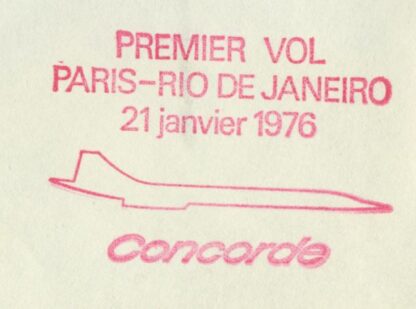 PREMIER VOL
PARIS-RIO DE JANEIRO
21 janvier 1976
Concorde